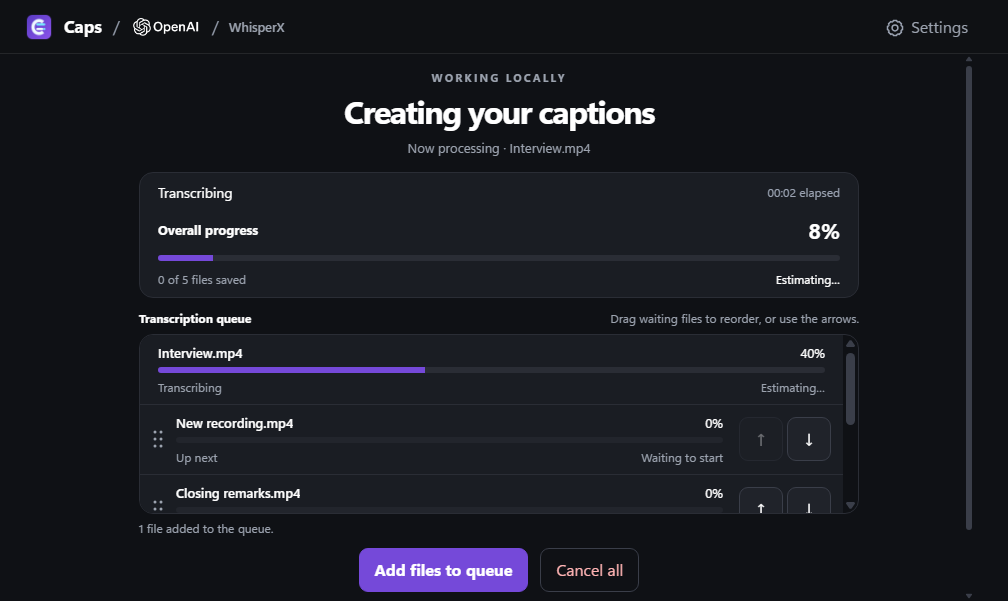 Caps / OpenAI / WhisperX
Settings
WORKING LOCALLY
Creating your captions
Now processing · Interview.mp4
Transcribing
00:02 elapsed
Overall progress
8%
0 of 5 files saved
Estimating...
Transcription queue
Drag waiting files to reorder, or use the arrows.
Interview.mp4
40%
Transcribing
Estimating...
New recording.mp4
0%
↑ ↓
Up next
Waiting to start
Closing remarks.mp4
0%
↑ ↓
1 file added to the queue.
Add files to queue
Cancel all